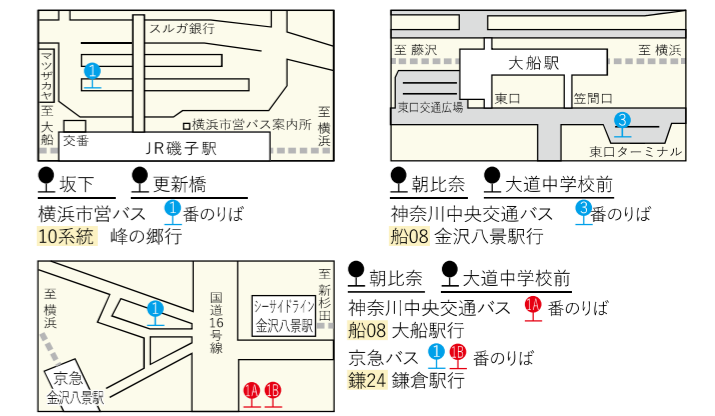 スルガ銀行
マツザカヤ
1
至大船
交番
横浜市営バス案内所
至横浜
JR磯子駅
坂下 更新橋
横浜市営バス 1番のりば
10系統 峰の郷行
至 藤沢
大船駅
至 横浜
東口交通広場
東口
笠間口
3
東口ターミナル
朝比奈 大道中学校前
神奈川中央交通バス 3番のりば
船08 金沢八景駅行
至横浜
1
国道16号線
至新杉田
シーサイドライン
金沢八景駅
京急
金沢八景駅
1A 1B
朝比奈 大道中学校前
神奈川中央交通バス 1A 番のりば
船08 大船駅行
京急バス 1 1B 番のりば
鎌24 鎌倉駅行